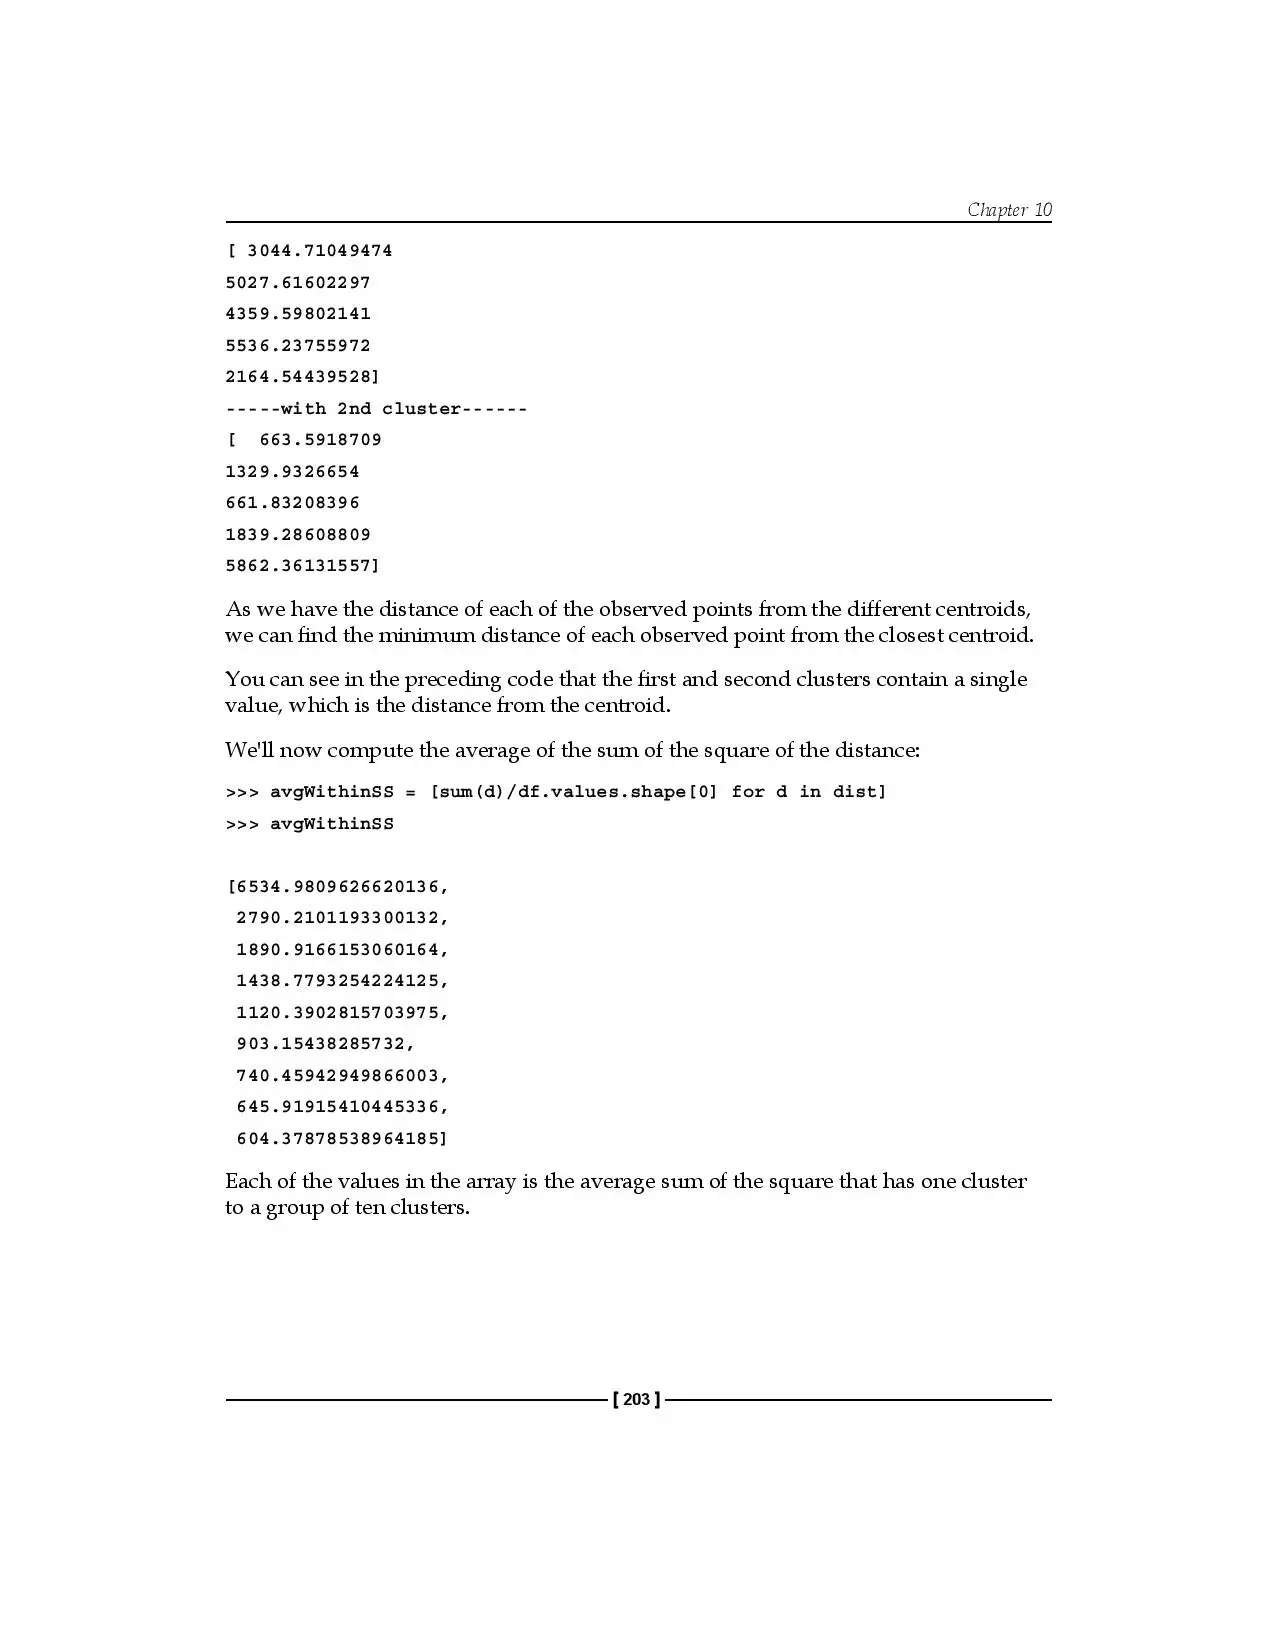 Chapter 10
[ 3044.71049474
5027.61602297
4359.59802141
5536.23755972
2164.54439528]
-----with 2nd cluster------
[  663.5918709
1329.9326654
661.83208396
1839.28608809
5862.36131557]
As we have the distance of each of the observed points from the different centroids,
we can find the minimum distance of each observed point from the closest centroid.
You can see in the preceding code that the first and second clusters contain a single
value, which is the distance from the centroid.
We'll now compute the average of the sum of the square of the distance:
>>> avgWithinSS = [sum(d)/df.values.shape[0] for d in dist]
>>> avgWithinSS
[6534.9809626620136,
2790.2101193300132,
1890.9166153060164,
1438.7793254224125,
1120.3902815703975,
903.15438285732,
740.45942949866003,
645.91915410445336,
604.37878538964185]
Each of the values in the array is the average sum of the square that has one cluster
to a group of ten clusters.
[ 203 ]